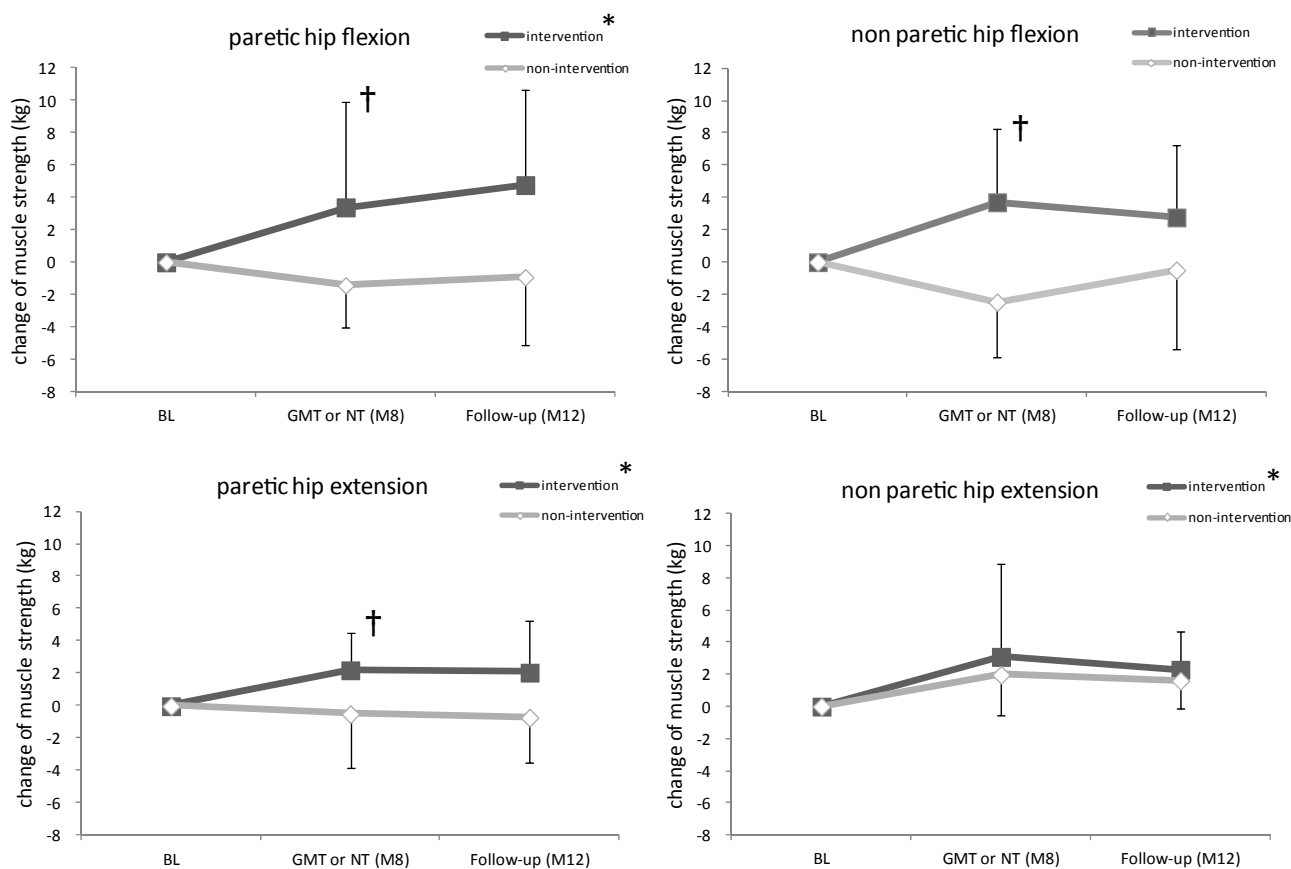 paretic hip flexion
intervention *
non-intervention
change of muscle strength (kg)
12
10
8
6
4
2
0
-2
-4
-6
-8
†
BL
GMT or NT (M8)
Follow-up (M12)
non paretic hip flexion
intervention
non-intervention
change of muscle strength (kg)
12
10
8
6
4
2
0
-2
-4
-6
-8
†
BL
GMT or NT (M8)
Follow-up (M12)
paretic hip extension
intervention *
non-intervention
change of muscle strength (kg)
12
10
8
6
4
2
0
-2
-4
-6
-8
†
BL
GMT or NT (M8)
Follow-up (M12)
non paretic hip extension
intervention *
non-intervention
change of muscle strength (kg)
12
10
8
6
4
2
0
-2
-4
-6
-8
BL
GMT or NT (M8)
Follow-up (M12)